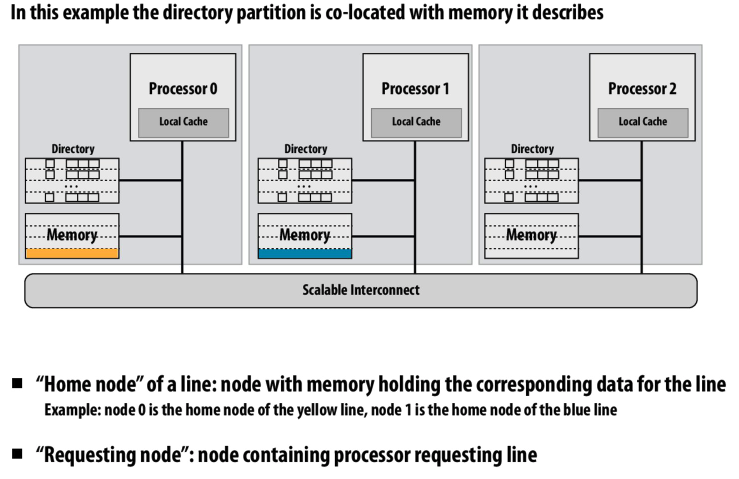 In this example the directory partition is co-located with memory it describes
Processor 0
Local Cache
Directory
Memory
Processor 1
Local Cache
Directory
Memory
Processor 2
Local Cache
Directory
Memory
Scalable Interconnect
■ “Home node” of a line: node with memory holding the corresponding data for the line
Example: node 0 is the home node of the yellow line, node 1 is the home node of the blue line
■ “Requesting node”: node containing processor requesting line